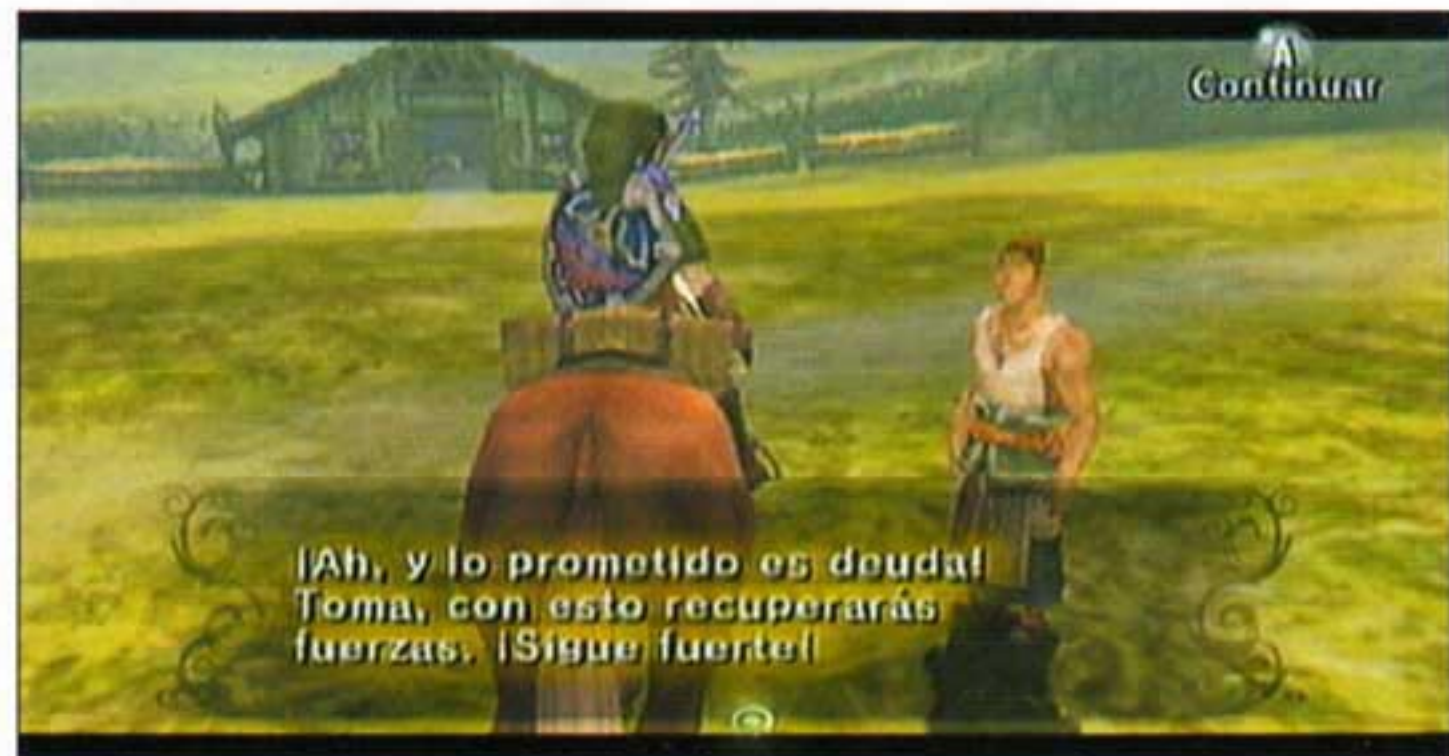 A
Continuar
¡Ah, y lo prometido es deuda!
Toma, con esto recuperarás
fuerzas. ¡Sigue fuerte!